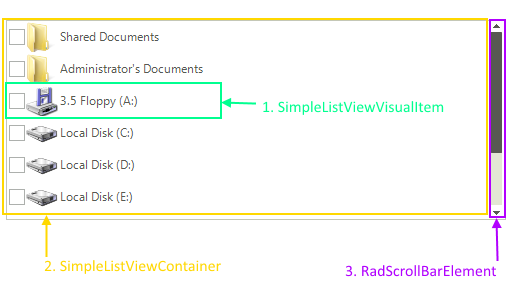 Shared Documents
Administrator's Documents
3.5 Floppy (A:)
1. SimpleListViewVisualItem
Local Disk (C:)
Local Disk (D:)
Local Disk (E:)
2. SimpleListViewContainer
3. RadScrollBarElement